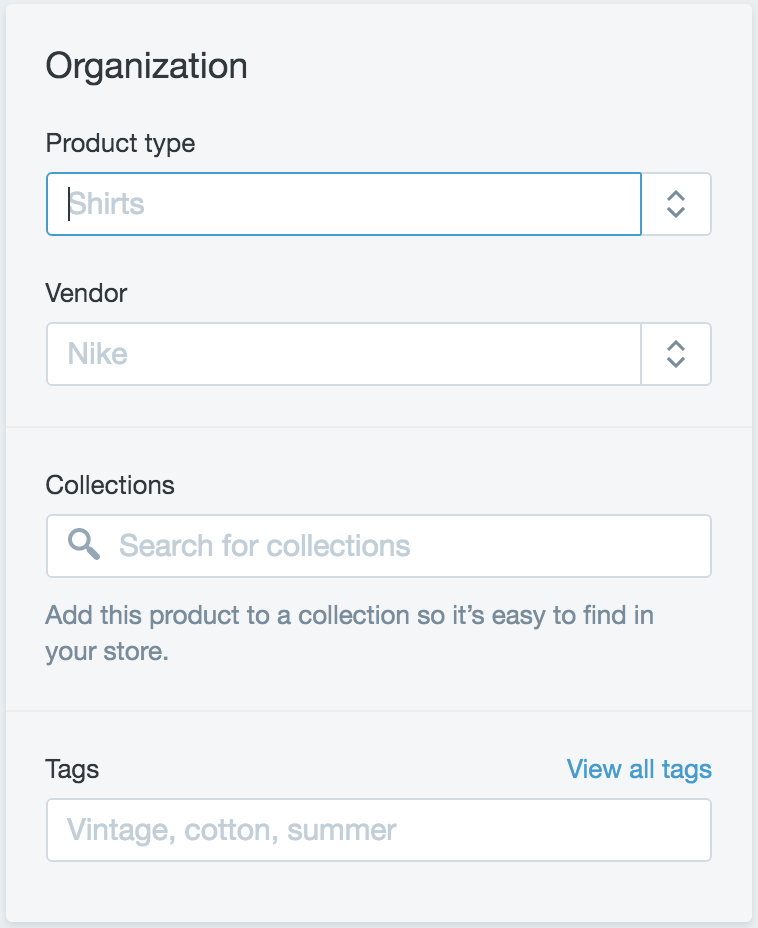 Organization
Product type
Shirts
Vendor
Nike
Collections
Search for collections
Add this product to a collection so it’s easy to find in
your store.
Tags View all tags
Vintage, cotton, summer